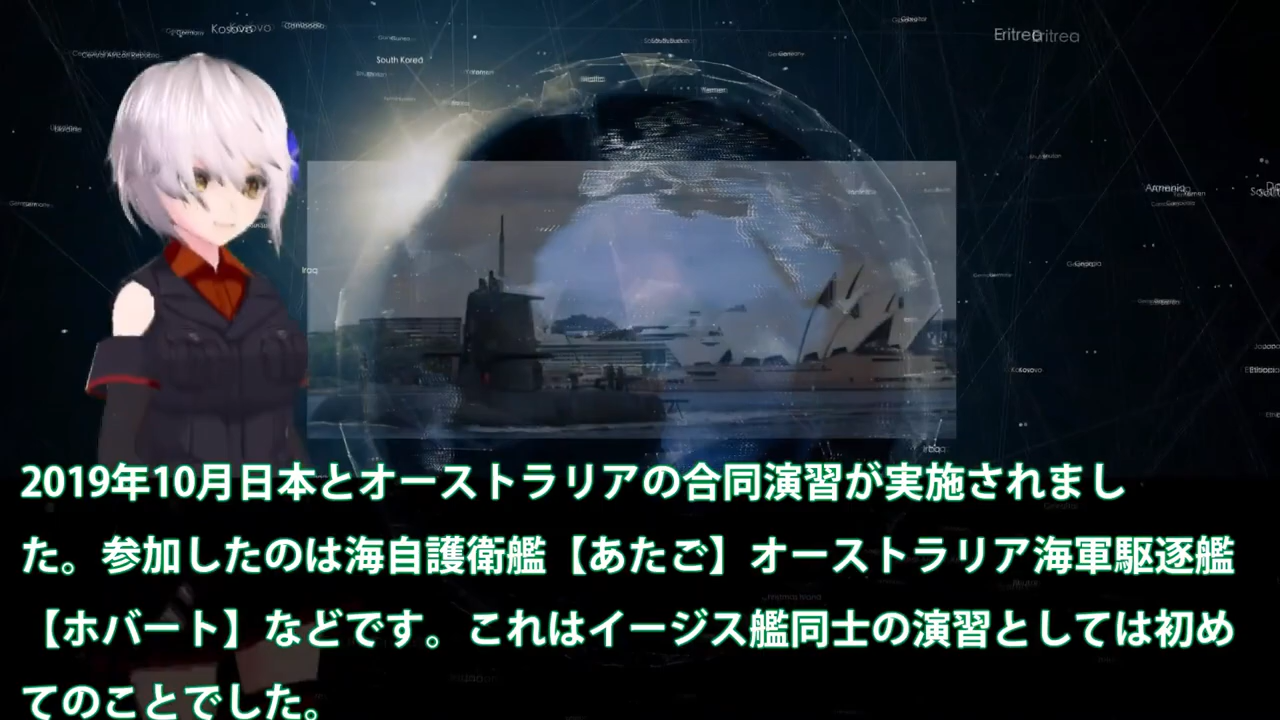 Kosovo
Eritrea
Eritrea
South Korea
Armenia
Iraq
Kosovo
2019年10月日本とオーストラリアの合同演習が実施されまし
た。参加したのは海自護衛艦【あたご】オーストラリア海軍駆逐艦
【ホバート】などです。これはイージス艦同士の演習としては初め
てのことでした。